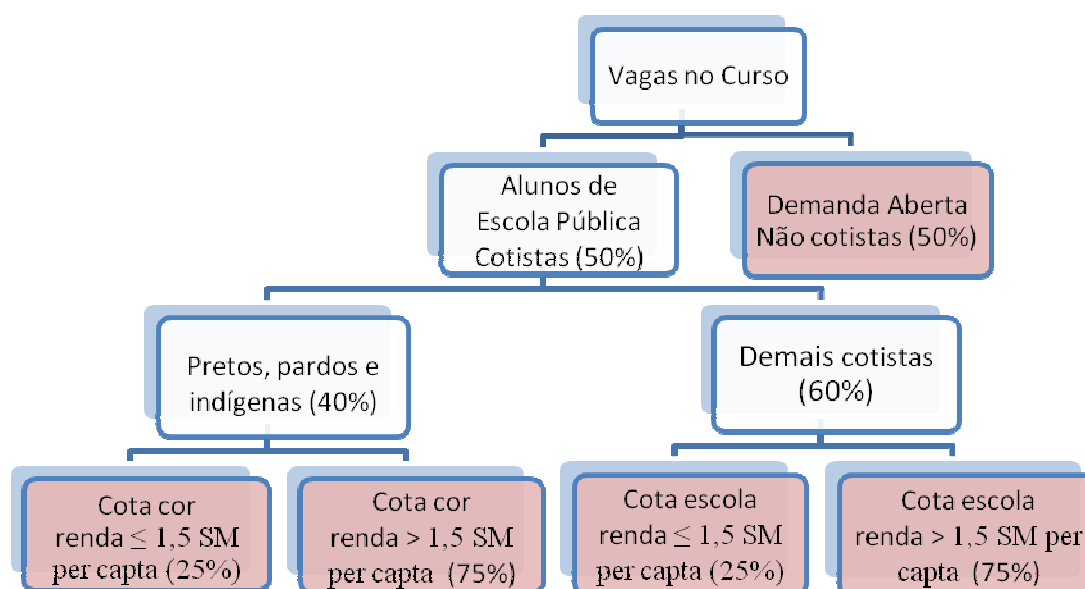 Vagas no Curso
Alunos de
Escola Pública
Cotistas (50%)
Demanda Aberta
Não cotistas (50%)
Pretos, pardos e
indígenas (40%)
Demais cotistas
(60%)
Cota cor
renda ≤ 1,5 SM
per capta (25%)
Cota cor
renda > 1,5 SM
per capta (75%)
Cota escola
renda ≤ 1,5 SM
per capta (25%)
Cota escola
renda > 1,5 SM per
capta (75%)